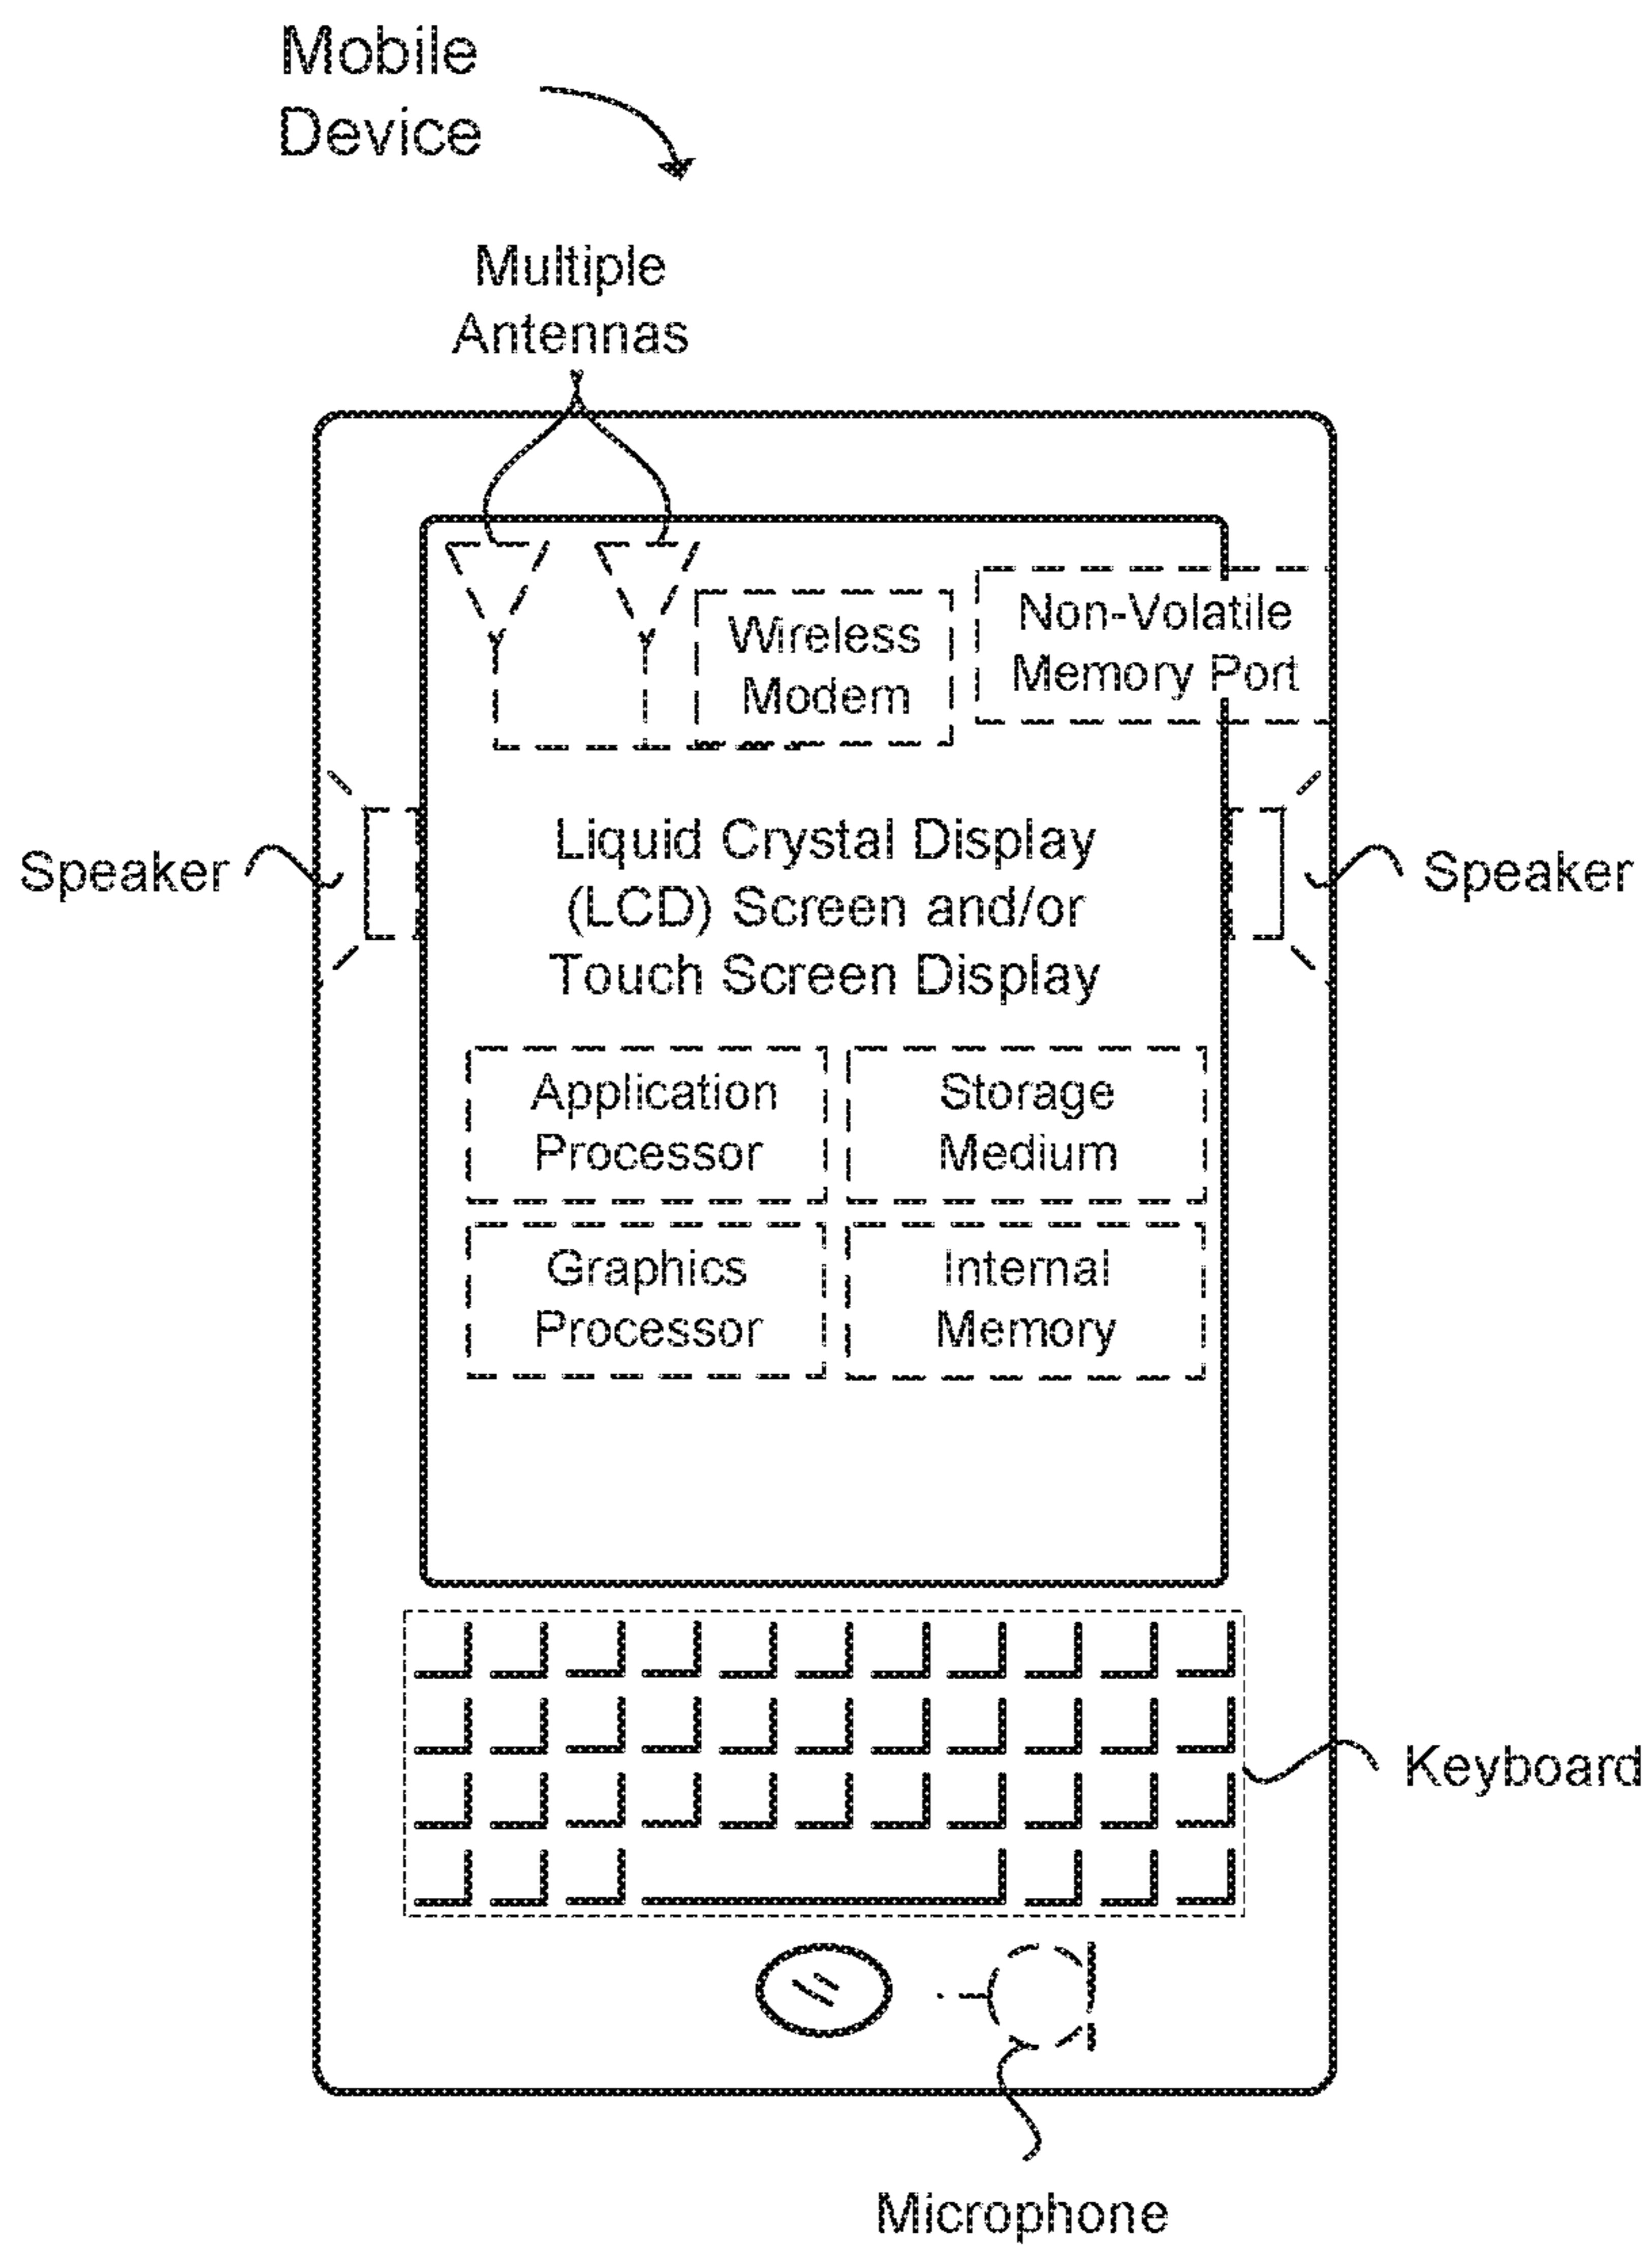 Mobile
Device
Multiple
Antennas
Wireless
Modem
Non-Volatile
Memory Port
Speaker
Liquid Crystal Display
(LCD) Screen and/or
Touch Screen Display
Speaker
Application
Processor
Storage
Medium
Graphics
Processor
Internal
Memory
Keyboard
Microphone